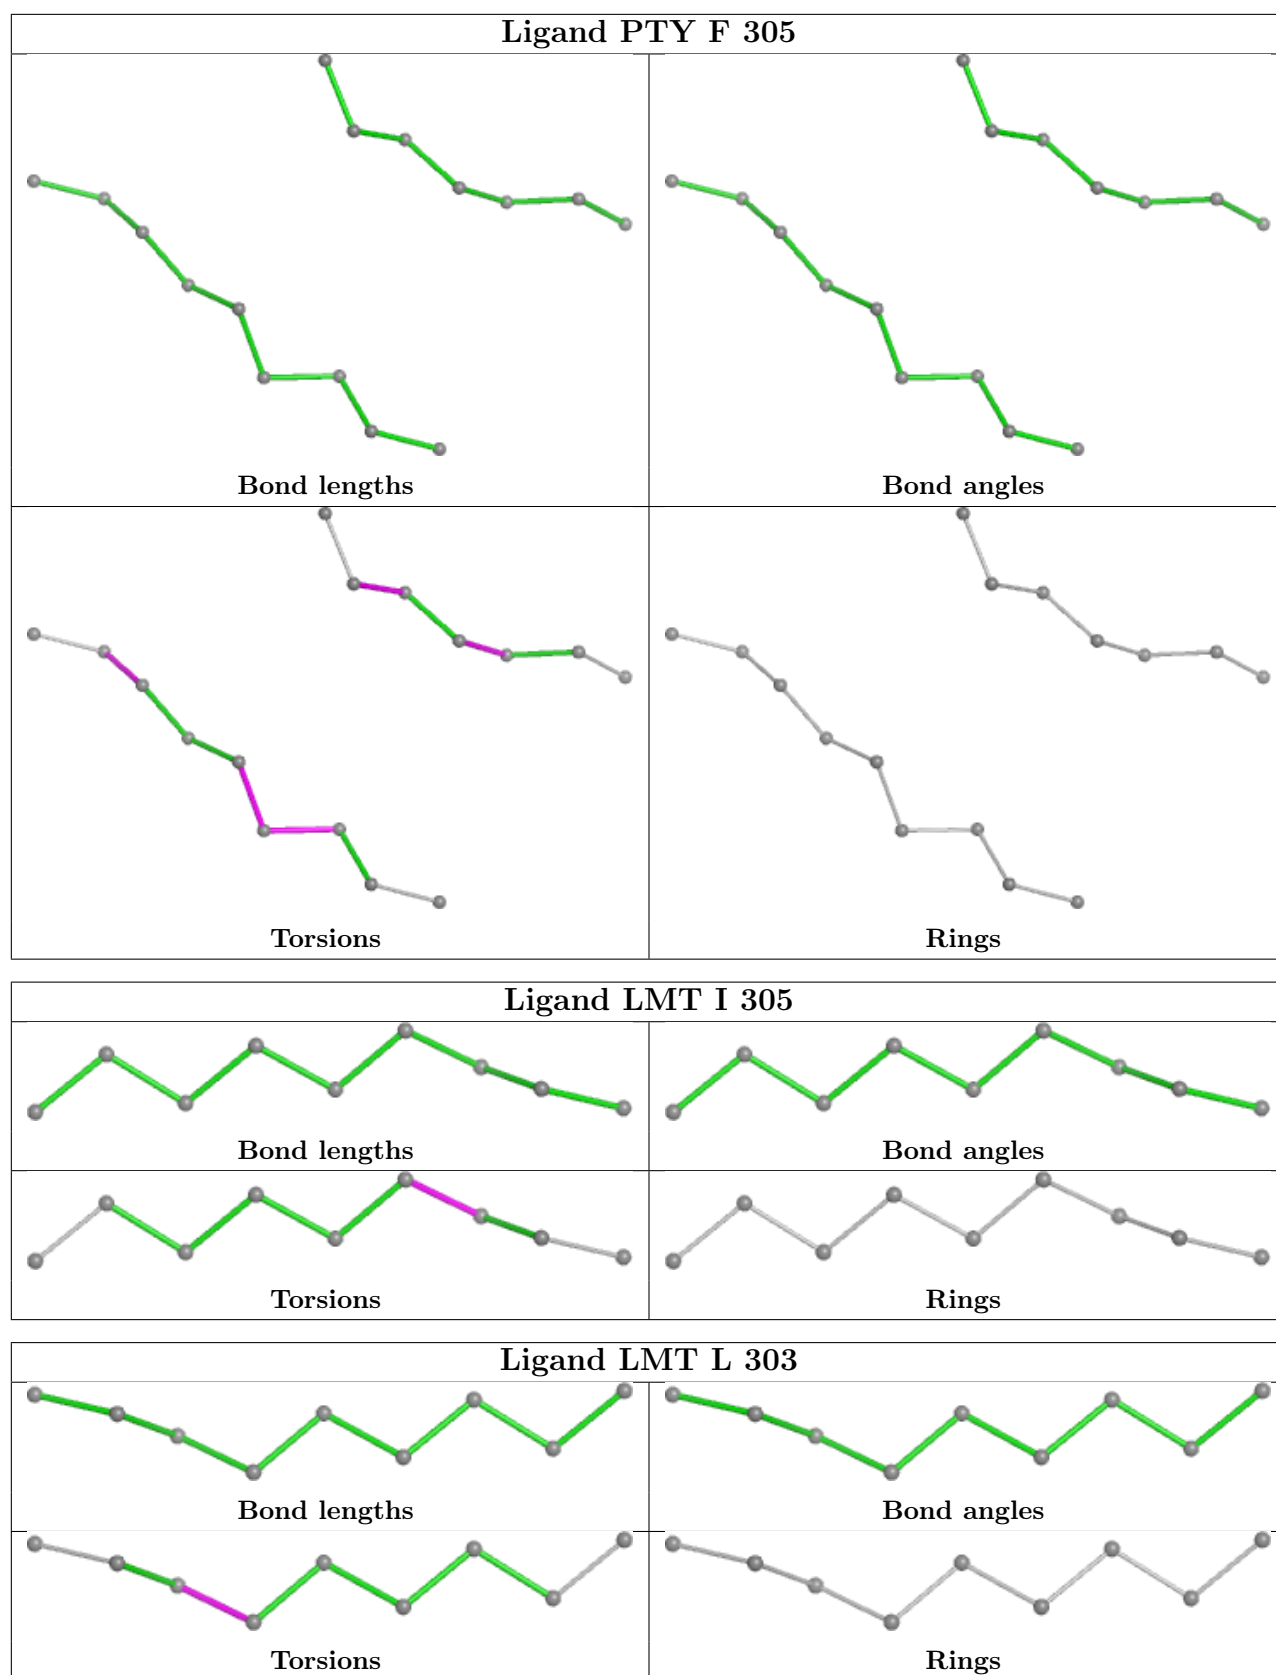 Ligand PTY F 305
Bond lengths
Bond angles
Torsions
Rings
Ligand LMT I 305
Bond lengths
Bond angles
Torsions
Rings
Ligand LMT L 303
Bond lengths
Bond angles
Torsions
Rings